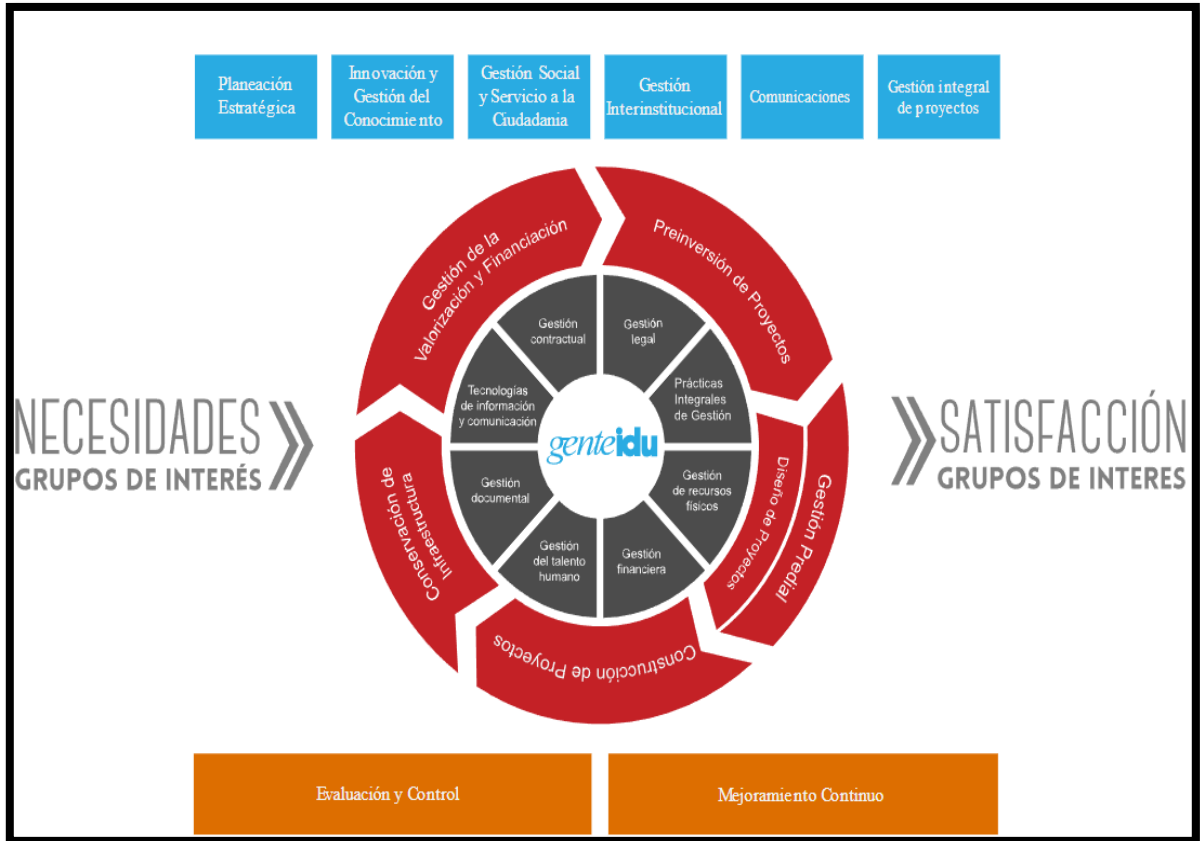 Planeación
Estratégica
Innovación y
Gestión del
Conocimiento
Gestión Social
y Servicio a la
Ciudadania
Gestión
Interinstitucional
Comunicaciones
Gestión integral
de proyectos
Gestión de la
Valorización y Financiación
Preinversión de Proyectos
Gestión
contractual
Gestión
legal
Tecnologías
de información
y comunicación
Prácticas
Integrales
de Gestión
NECESIDADES
GRUPOS DE INTERÉS
genteidu
SATISFACCIÓN
GRUPOS DE INTERES
Gestión
documental
Gestión
de recursos
físicos
Gestión
del talento
humano
Gestión
financiera
Diseño de Proyectos
Gestión Predial
Conservación de
Infraestructura
Construcción de Proyectos
Evaluación y Control
Mejoramiento Continuo